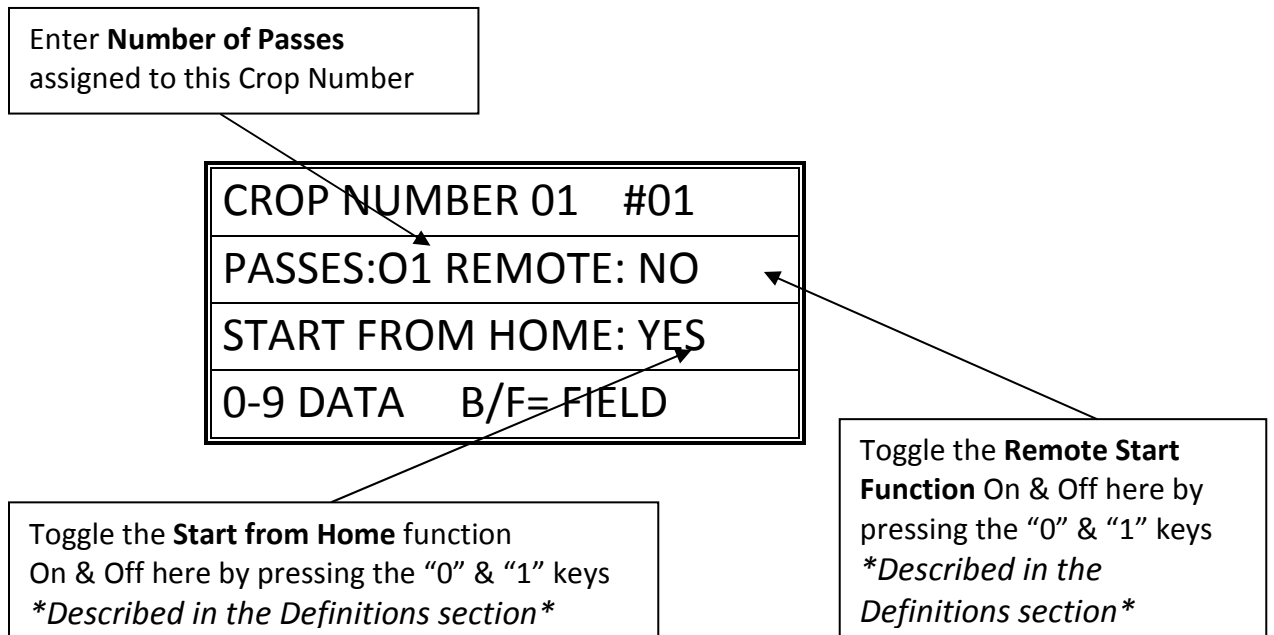 Enter Number of Passes
assigned to this Crop Number
CROP NUMBER 01 #01
PASSES:O1 REMOTE: NO
START FROM HOME: YES
0-9 DATA B/F= FIELD
Toggle the Start from Home function
On & Off here by pressing the “0” & “1” keys
*Described in the Definitions section*
Toggle the Remote Start
Function On & Off here by
pressing the “0” & “1” keys
*Described in the
Definitions section*